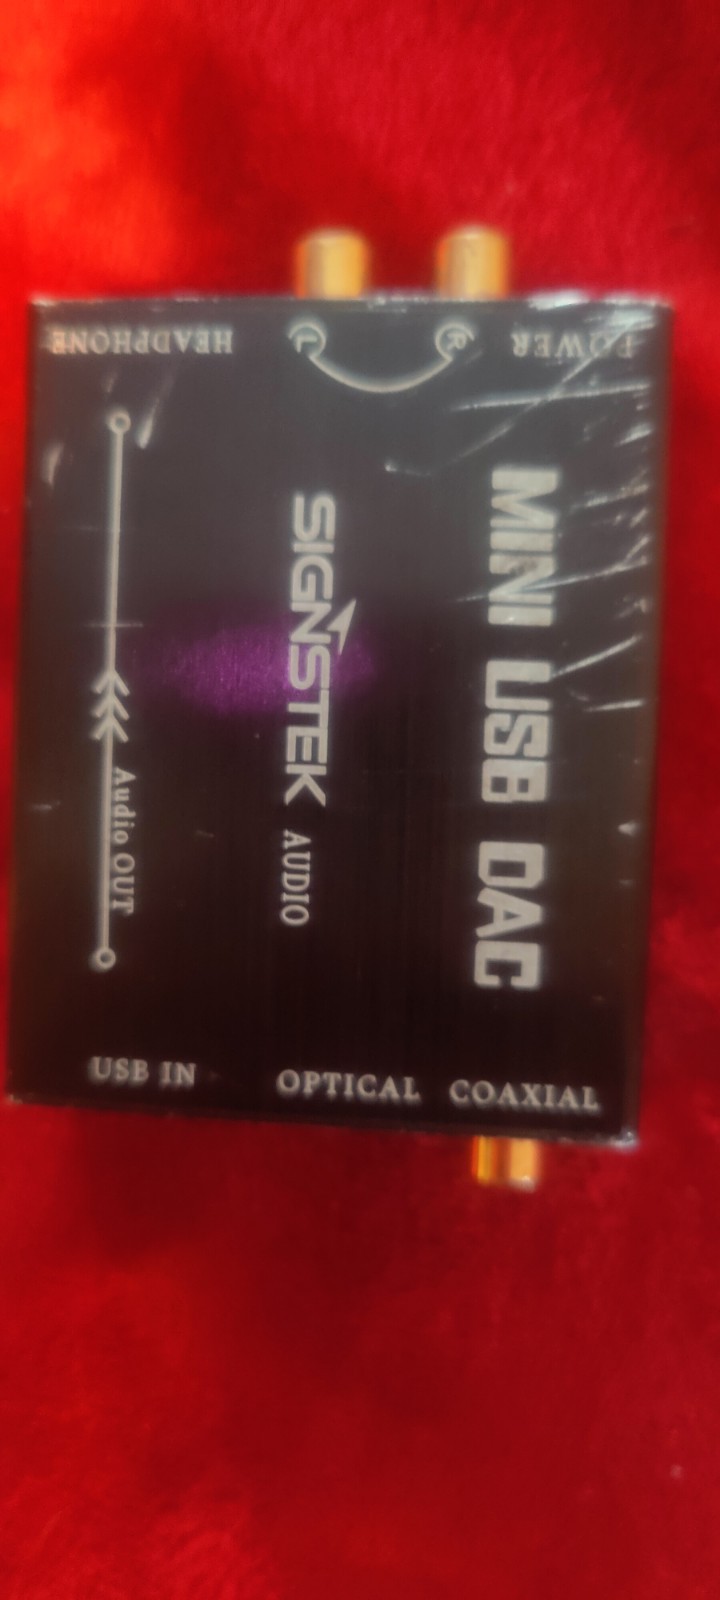 MINI USB DAC
SIGNSTEK AUDIO
Audio OUT
POWER
R
L
HEADPHONE
USB IN
OPTICAL
COAXIAL